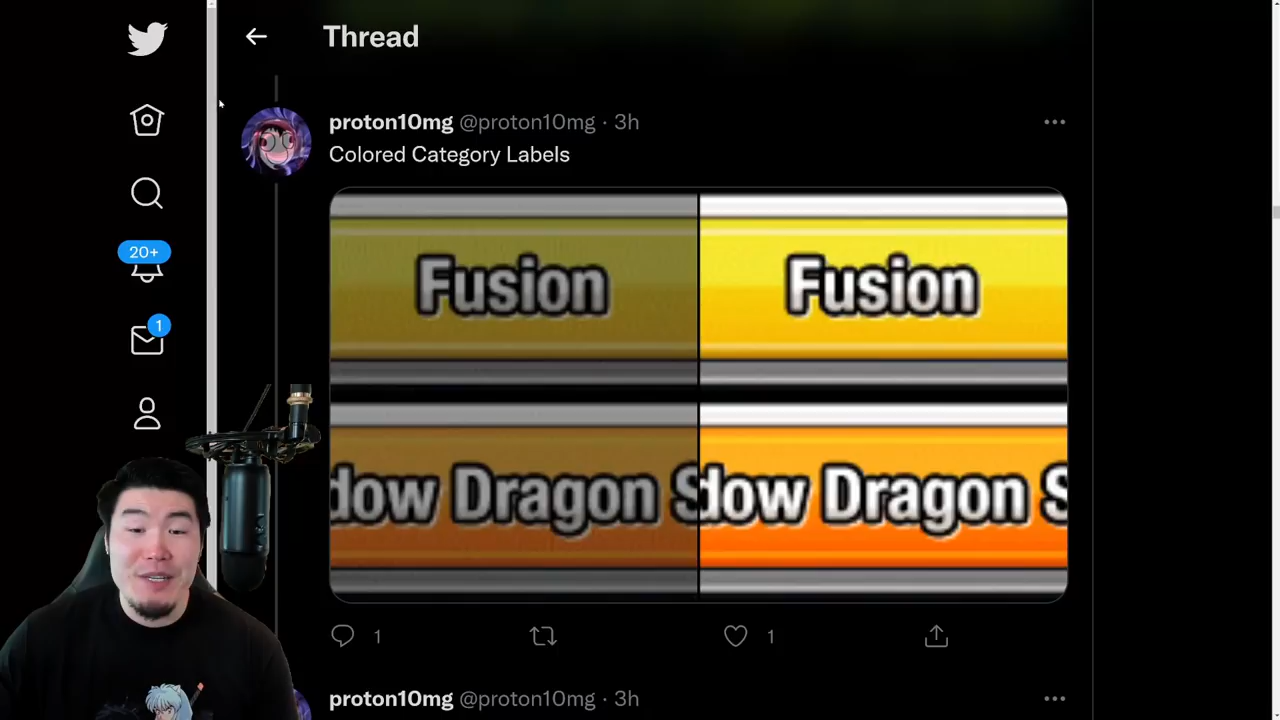 Thread
proton10mg @proton10mg · 3h
Colored Category Labels
Fusion
Fusion
dow Dragon S
dow Dragon S
20+
1
1
1
proton10mg @proton10mg · 3h